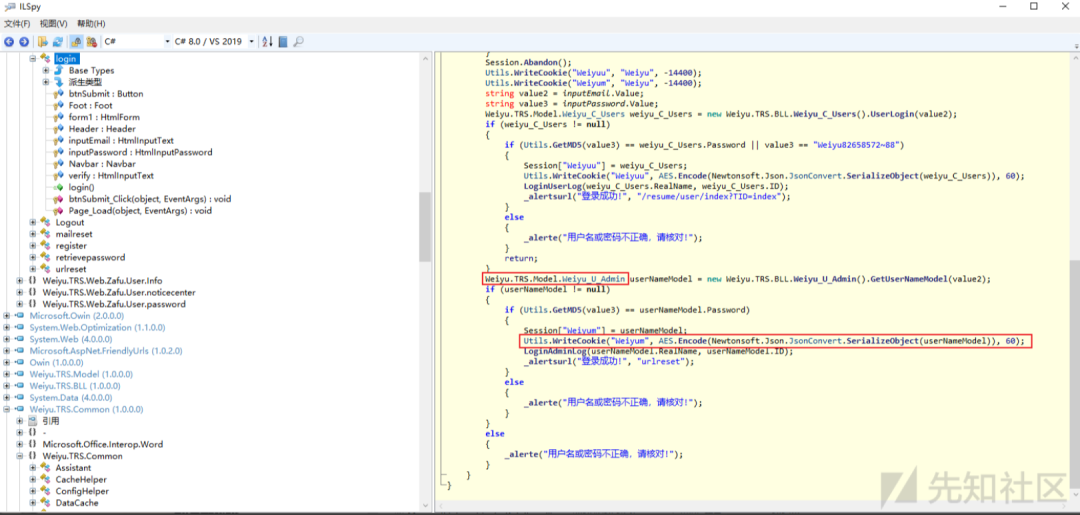 ILSpy
文件(F) 视图(V) 帮助(H)
C# C# 8.0 / VS 2019
login
Base Types
派生类型
btnSubmit : Button
Foot : Foot
form1 : HtmlForm
Header : Header
inputEmail : HtmlInputText
inputPassword : HtmlInputPassword
Navbar : Navbar
verify : HtmlInputText
login()
btnSubmit_Click(object, EventArgs) : void
Page_Load(object, EventArgs) : void
Logout
mailreset
register
retrievepassword
urlreset
Weiyu.TRS.Web.Zafu.User.Info
Weiyu.TRS.Web.Zafu.User.noticecenter
Weiyu.TRS.Web.Zafu.User.password
Microsoft.Owin (2.0.0.0)
System.Web.Optimization (1.1.0.0)
System.Web (4.0.0.0)
Microsoft.AspNet.FriendlyUrls (1.0.2.0)
Owin (1.0.0.0)
Weiyu.TRS.Model (1.0.0.0)
Weiyu.TRS.BLL (1.0.0.0)
System.Data (4.0.0.0)
Weiyu.TRS.Common (1.0.0.0)
引用
-
Microsoft.Office.Interop.Word
Weiyu.TRS.Common
Assistant
CacheHelper
ConfigHelper
DataCache
}
Session.Abandon();
Utils.WriteCookie("Weiyuu", "Weiyu", -14400);
Utils.WriteCookie("Weiyum", "Weiyu", -14400);
string value2 = inputEmail.Value;
string value3 = inputPassword.Value;
Weiyu.TRS.Model.Weiyu_C_Users weiyu_C_Users = new Weiyu.TRS.BLL.Weiyu_C_Users().UserLogin(value2);
if (weiyu_C_Users != null)
{
if (Utils.GetMD5(value3) == weiyu_C_Users.Password || value3 == "Weiyu82658572~88")
{
Session["Weiyuu"] = weiyu_C_Users;
Utils.WriteCookie("Weiyuu", AES.Encode(Newtonsoft.Json.JsonConvert.SerializeObject(weiyu_C_Users)), 60);
LoginUserLog(weiyu_C_Users.RealName, weiyu_C_Users.ID);
_alertsurl("登录成功!", "/resume/user/index?TID=index");
}
else
{
_alerte("用户名或密码不正确，请核对!");
}
return;
}
Weiyu.TRS.Model.Weiyu_U_Admin userNameModel = new Weiyu.TRS.BLL.Weiyu_U_Admin().GetUserNameModel(value2);
if (userNameModel != null)
{
if (Utils.GetMD5(value3) == userNameModel.Password)
{
Session["Weiyum"] = userNameModel;
Utils.WriteCookie("Weiyum", AES.Encode(Newtonsoft.Json.JsonConvert.SerializeObject(userNameModel)), 60);
LoginAdminLog(userNameModel.RealName, userNameModel.ID);
_alertsurl("登录成功!", "urlreset");
}
else
{
_alerte("用户名或密码不正确，请核对!");
}
}
else
{
_alerte("用户名或密码不正确，请核对!");
}
}
}
先知社区